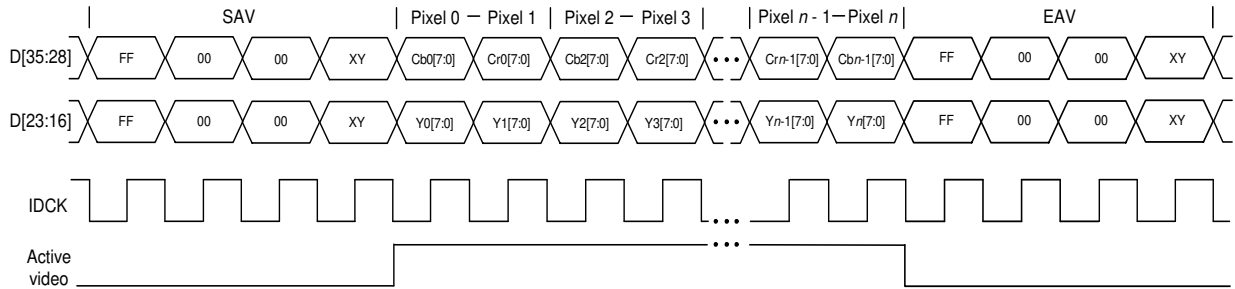 SAV Pixel 0 — Pixel 1 Pixel 2 — Pixel 3 Pixel n - 1—Pixel n EAV
D[35:28] FF 00 00 XY Cb0[7:0] Cr0[7:0] Cb2[7:0] Cr2[7:0] ••• Crn-1[7:0] Cbn-1[7:0] FF 00 00 XY
D[23:16] FF 00 00 XY Y0[7:0] Y1[7:0] Y2[7:0] Y3[7:0] ••• Yn-1[7:0] Yn[7:0] FF 00 00 XY
IDCK •••
Active •••
video